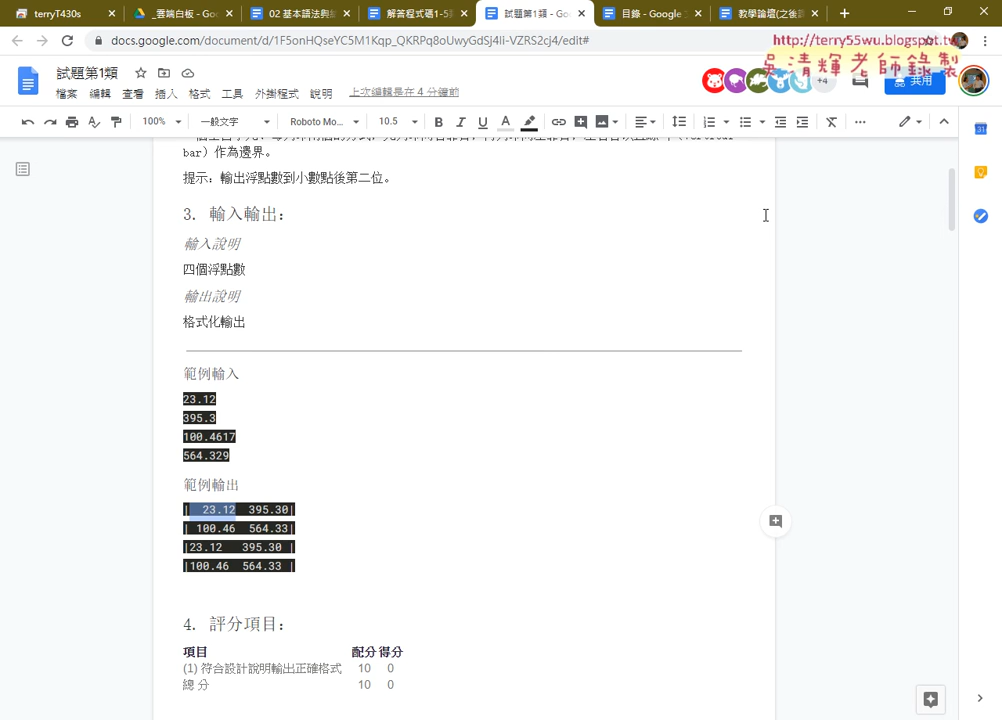 terryT430s
_雲端白板 - Goo
02 基本語法與結
解答程式碼1-5類
試題第1類 - Goo
目錄 - Google
教學論壇(之後課
docs.google.com/document/d/1F5onHQseYC5M1Kqp_QKRPq8oUwyGdSj4Ii-VZRS2cj4/edit#
http://terry55wu.blogspot.tw
吳清輝老師錄製
試題第1類
檔案 編輯 查看 插入 格式 工具 外掛程式 說明 上次編輯是在 4 分鐘前
+4
共用
100% 一般文字 Roboto Mo... 10.5
bar）作為邊界。
提示：輸出浮點數到小數點後第二位。
3. 輸入輸出：
輸入說明
四個浮點數
輸出說明
格式化輸出
範例輸入
23.12
395.3
100.4617
564.329
範例輸出
|  23.12  395.30|
| 100.46  564.33|
|23.12   395.30 |
|100.46  564.33 |
4. 評分項目：
項目 配分 得分
(1) 符合設計說明輸出正確格式 10 0
總 分 10 0